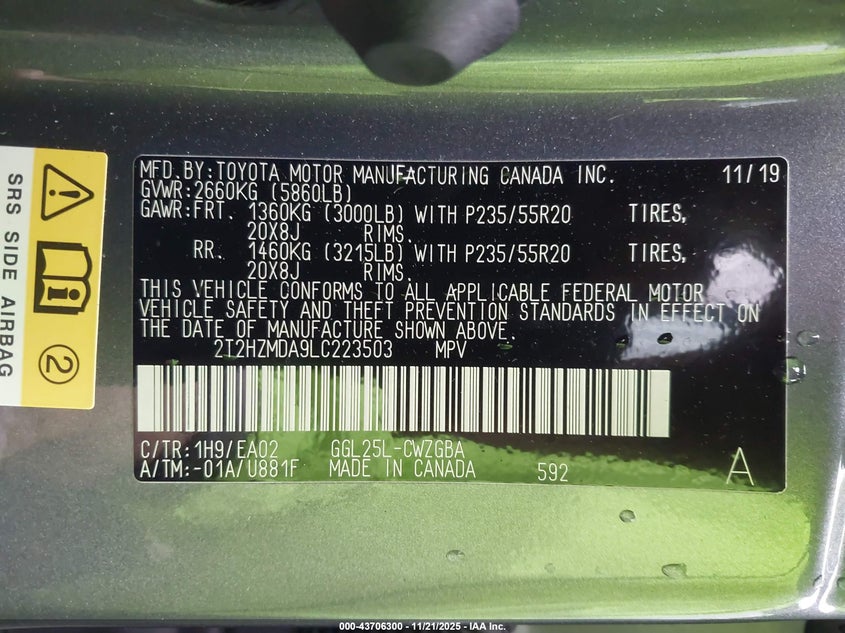 MFD.BY:TOYOTA MOTOR MANUFACTURING CANADA INC. 11/19
GVWR:2660KG (5860LB)
GAWR:FRT. 1360KG (3000LB) WITH P235/55R20 TIRES,
20X8J RIMS.
RR. 1460KG (3215LB) WITH P235/55R20 TIRES,
20X8J RIMS.
THIS VEHICLE CONFORMS TO ALL APPLICABLE FEDERAL MOTOR
VEHICLE SAFETY AND THEFT PREVENTION STANDARDS IN EFFECT ON
THE DATE OF MANUFACTURE SHOWN ABOVE.
2T2HZMDA9LC223503 MPV
C/TR:1H9/EA02 GGL25L-CWZGBA
A/TM:-01A/U881F MADE IN CANADA 592 A
SRS SIDE AIRBAG
2
000-43706300 - 11/21/2025 - IAA Inc.